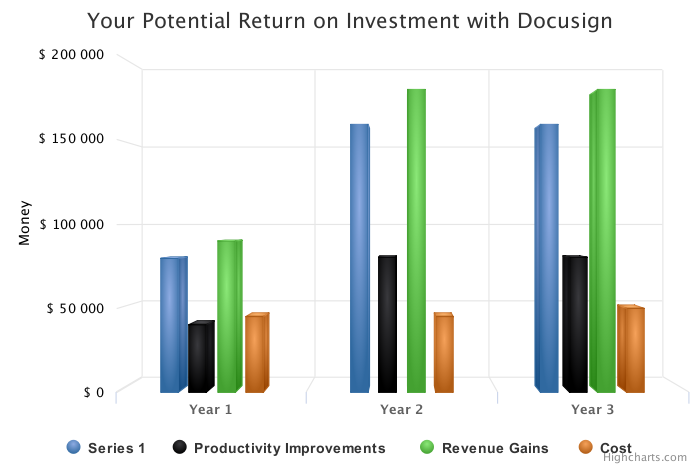 Your Potential Return on Investment with Docusign
$ 200 000
$ 150 000
$ 100 000
$ 50 000
$ 0
Money
Year 1 Year 2 Year 3
Series 1 Productivity Improvements Revenue Gains Cost
Highcharts.com